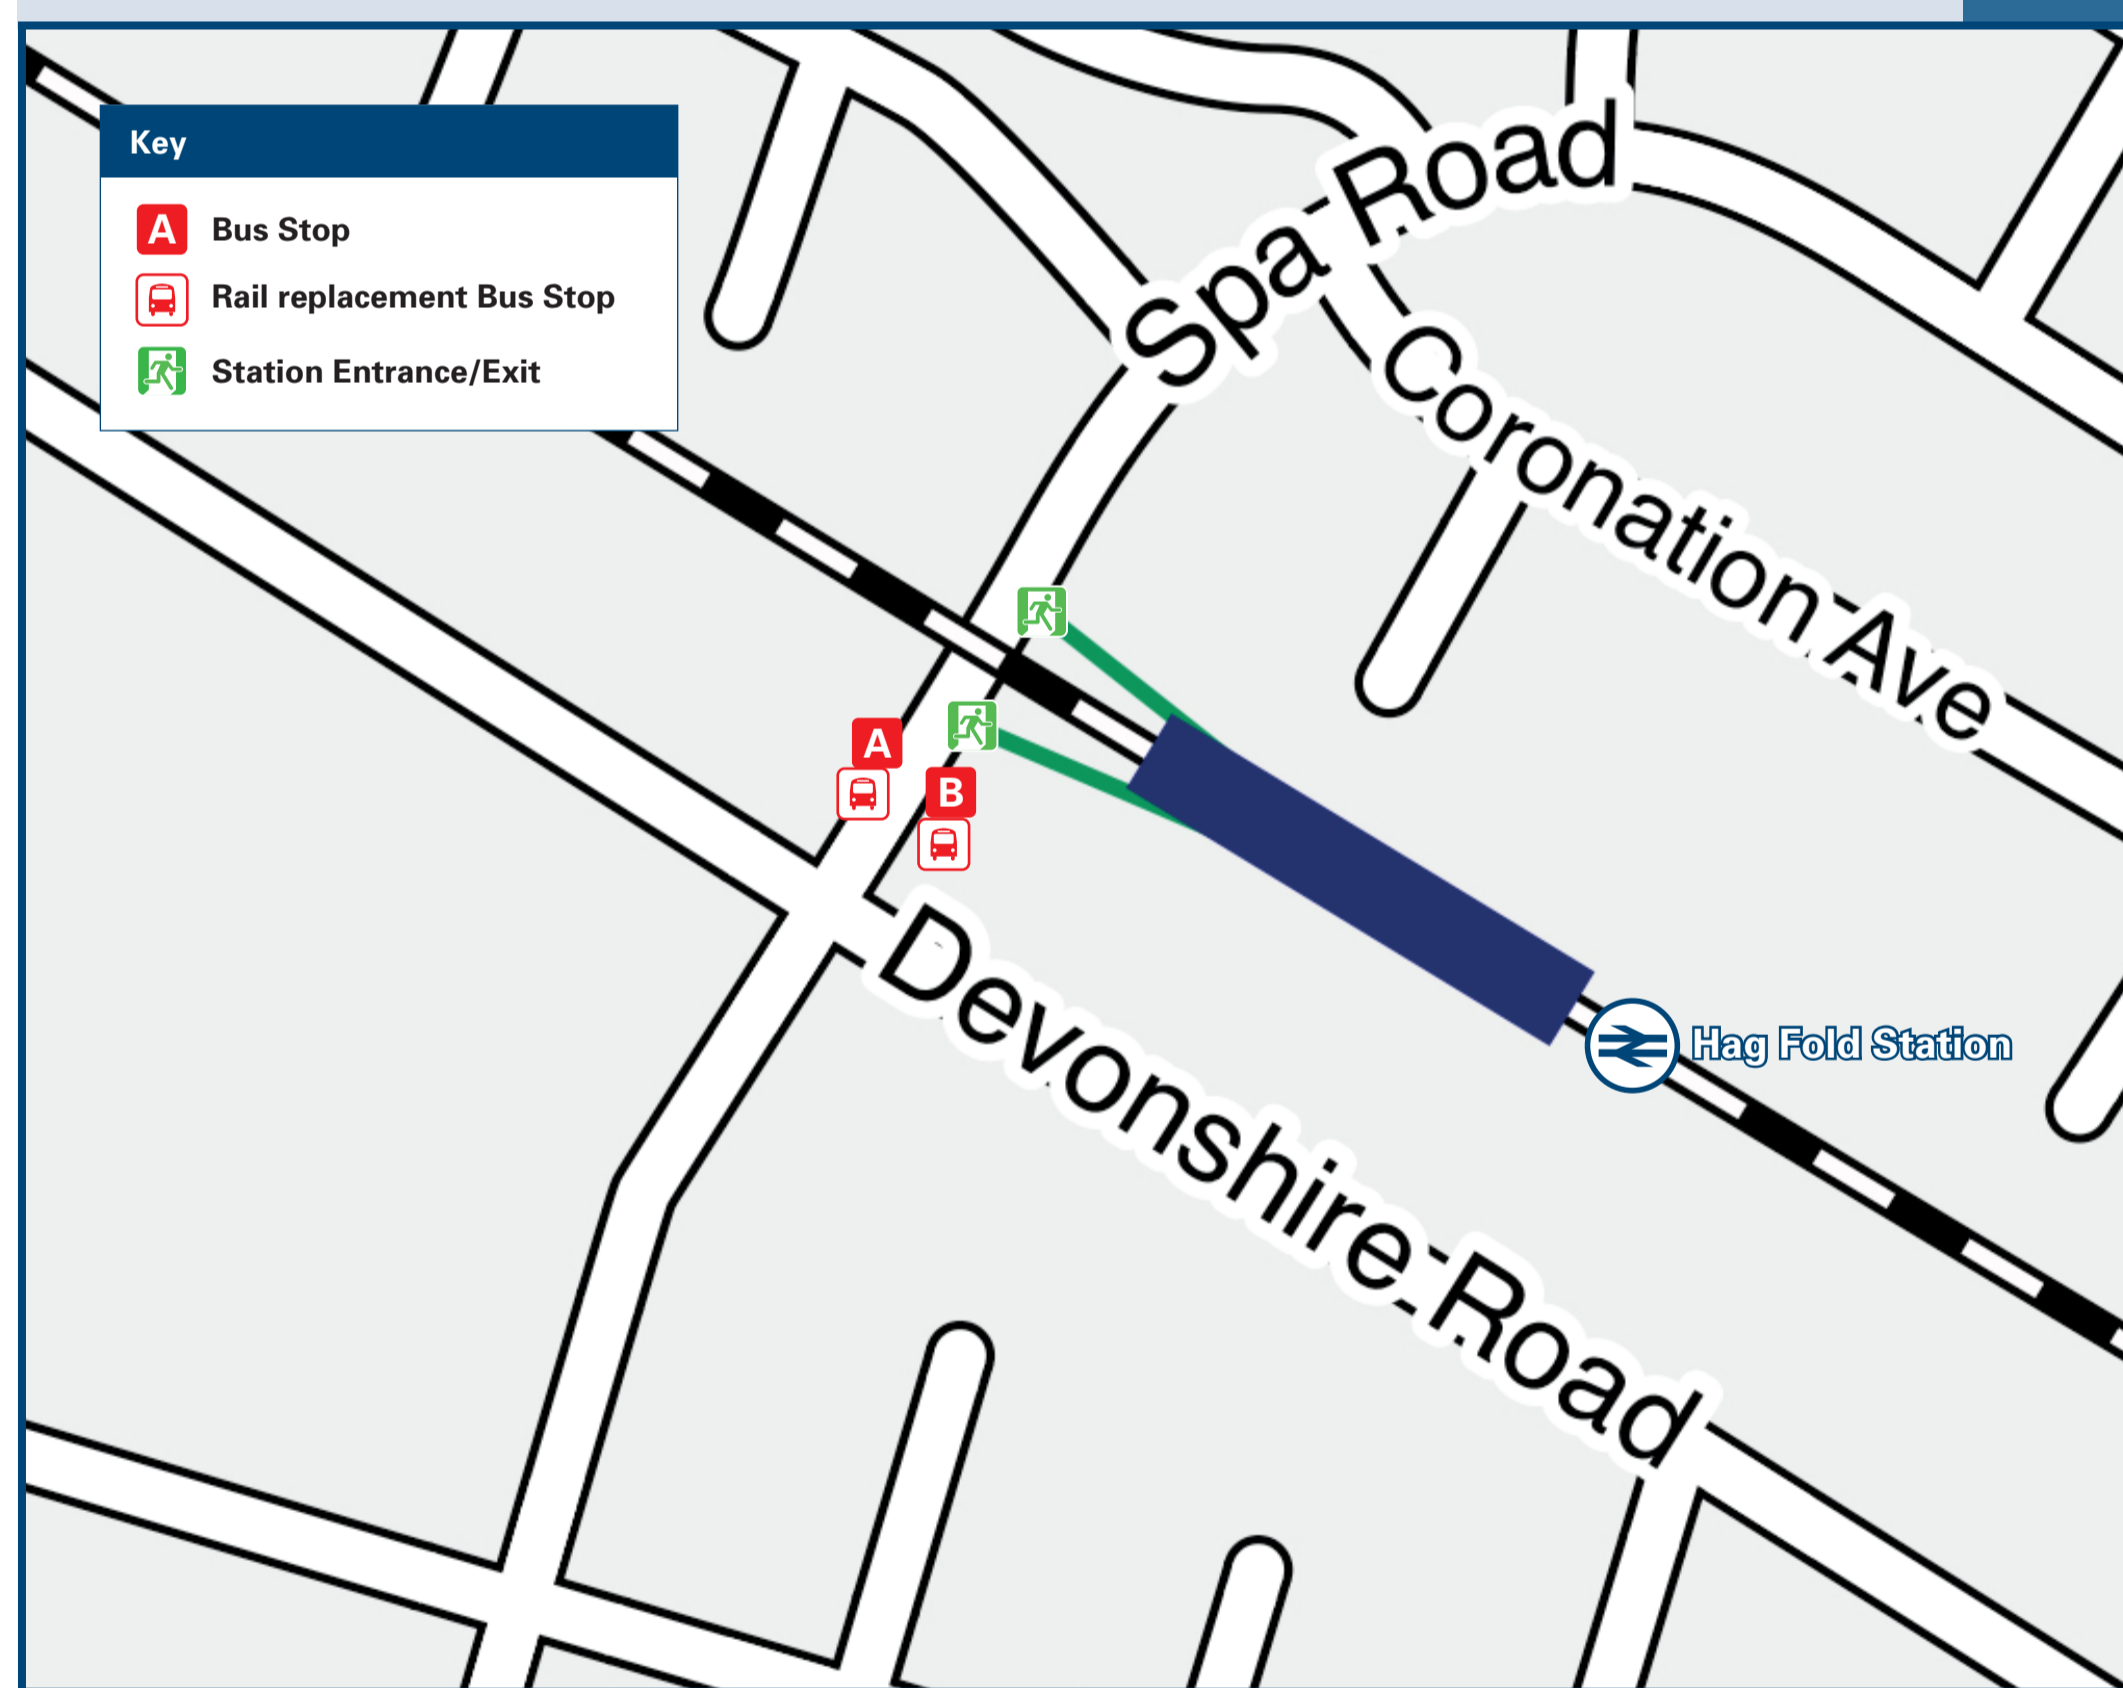 Key
A Bus Stop
Rail replacement Bus Stop
Station Entrance/Exit
Spa Road
Coronation Ave
A
B
Devonshire Road
Hag Fold Station